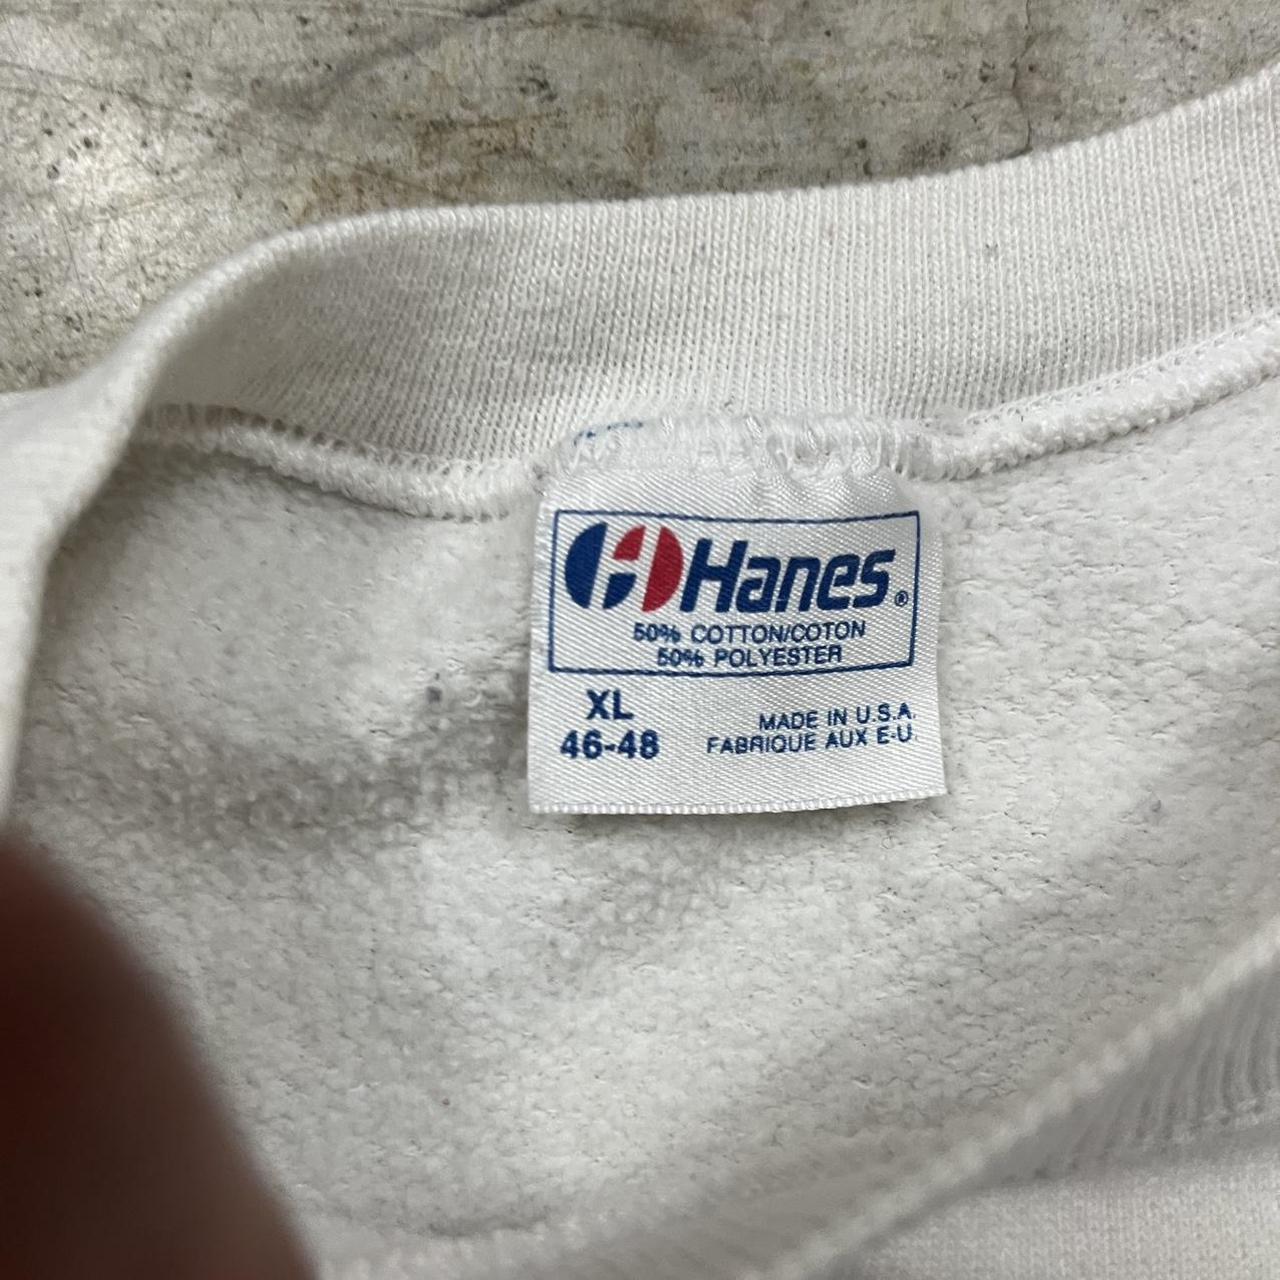 Hanes®
50% COTTON/COTON
50% POLYESTER
XL
46-48
MADE IN U.S.A.
FABRIQUE AUX E-U